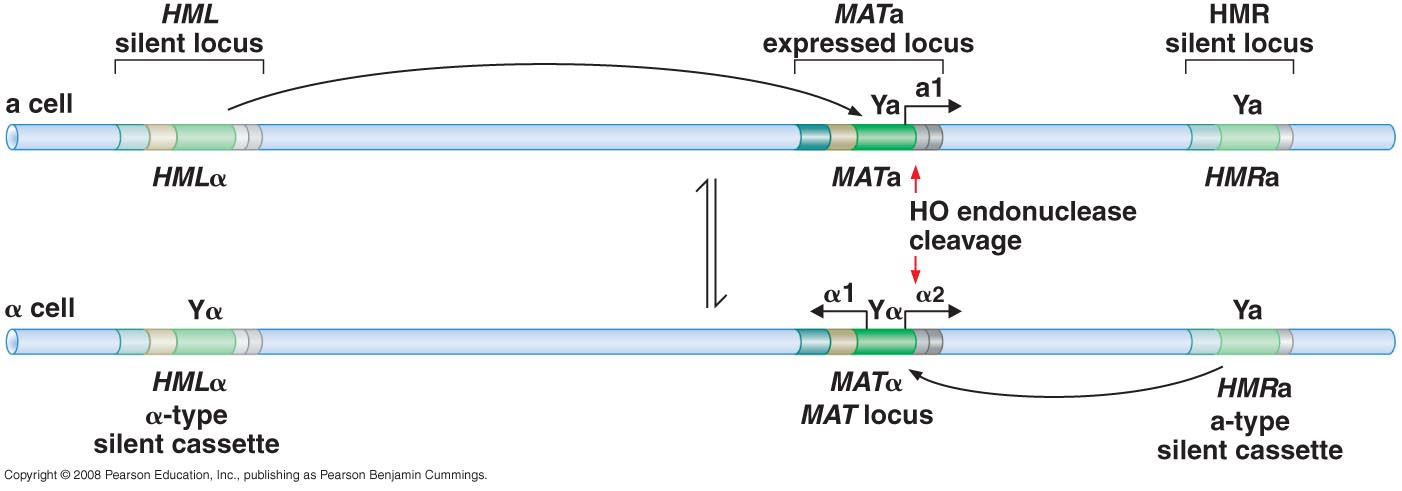 HML
silent locus
MATa
expressed locus
HMR
silent locus
a cell
Ya
a1
Ya
HMLα
MATa
HMRa
HO endonuclease
cleavage
α cell
Yα
α1
Yα
α2
Ya
HMLα
α-type
silent cassette
MATα
MAT locus
HMRa
a-type
silent cassette
Copyright © 2008 Pearson Education, Inc., publishing as Pearson Benjamin Cummings.